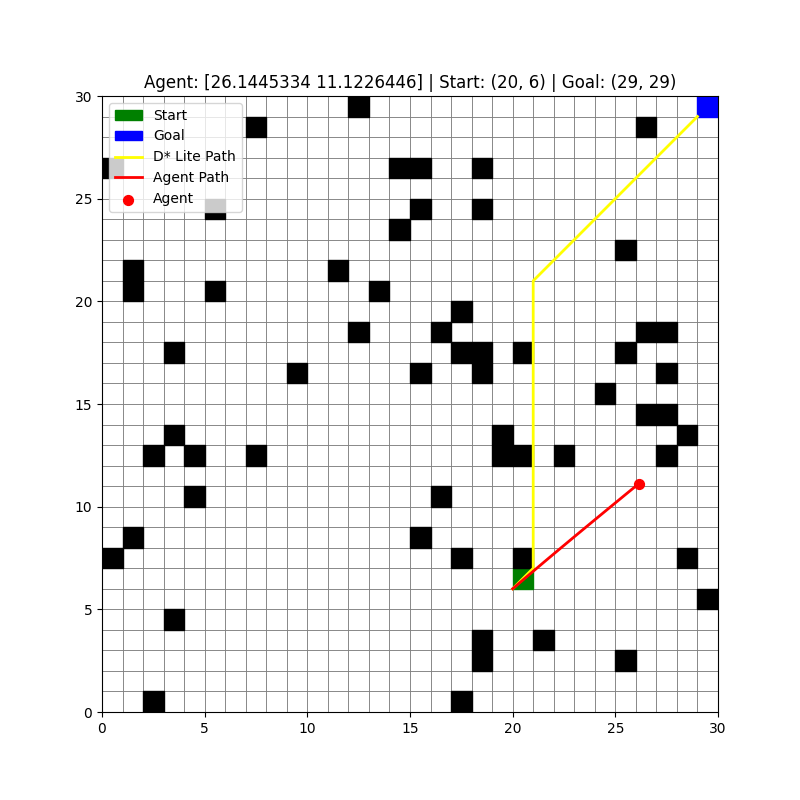 Agent: [26.1445334 11.1226446] | Start: (20, 6) | Goal: (29, 29)
Start
Goal
D* Lite Path
Agent Path
Agent
30
25
20
15
10
5
0
0 5 10 15 20 25 30